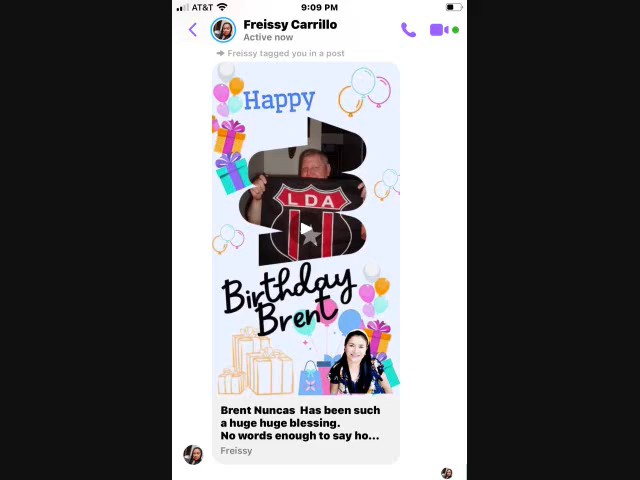 AT&T
9:09 PM
Freissy Carrillo
Active now
Freissy tagged you in a post
Happy
LDA
Birthday
Brent
Brent Nuncas Has been such
a huge huge blessing.
No words enough to say ho...
Freissy